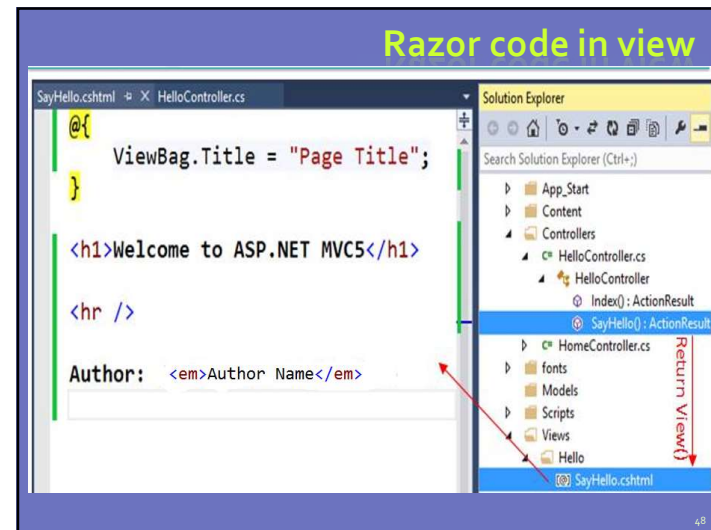 Razor code in view
SayHello.cshtml HelloController.cs
@{
ViewBag.Title = "Page Title";
}
<h1>Welcome to ASP.NET MVC5</h1>
<hr />
Author: <em>Author Name</em>
Solution Explorer
Search Solution Explorer (Ctrl+;)
App_Start
Content
Controllers
C# HelloController.cs
HelloController
Index() : ActionResult
SayHello() : ActionResult
C# HomeController.cs
fonts
Models
Scripts
Views
Hello
[@] SayHello.cshtml
Return View()
48